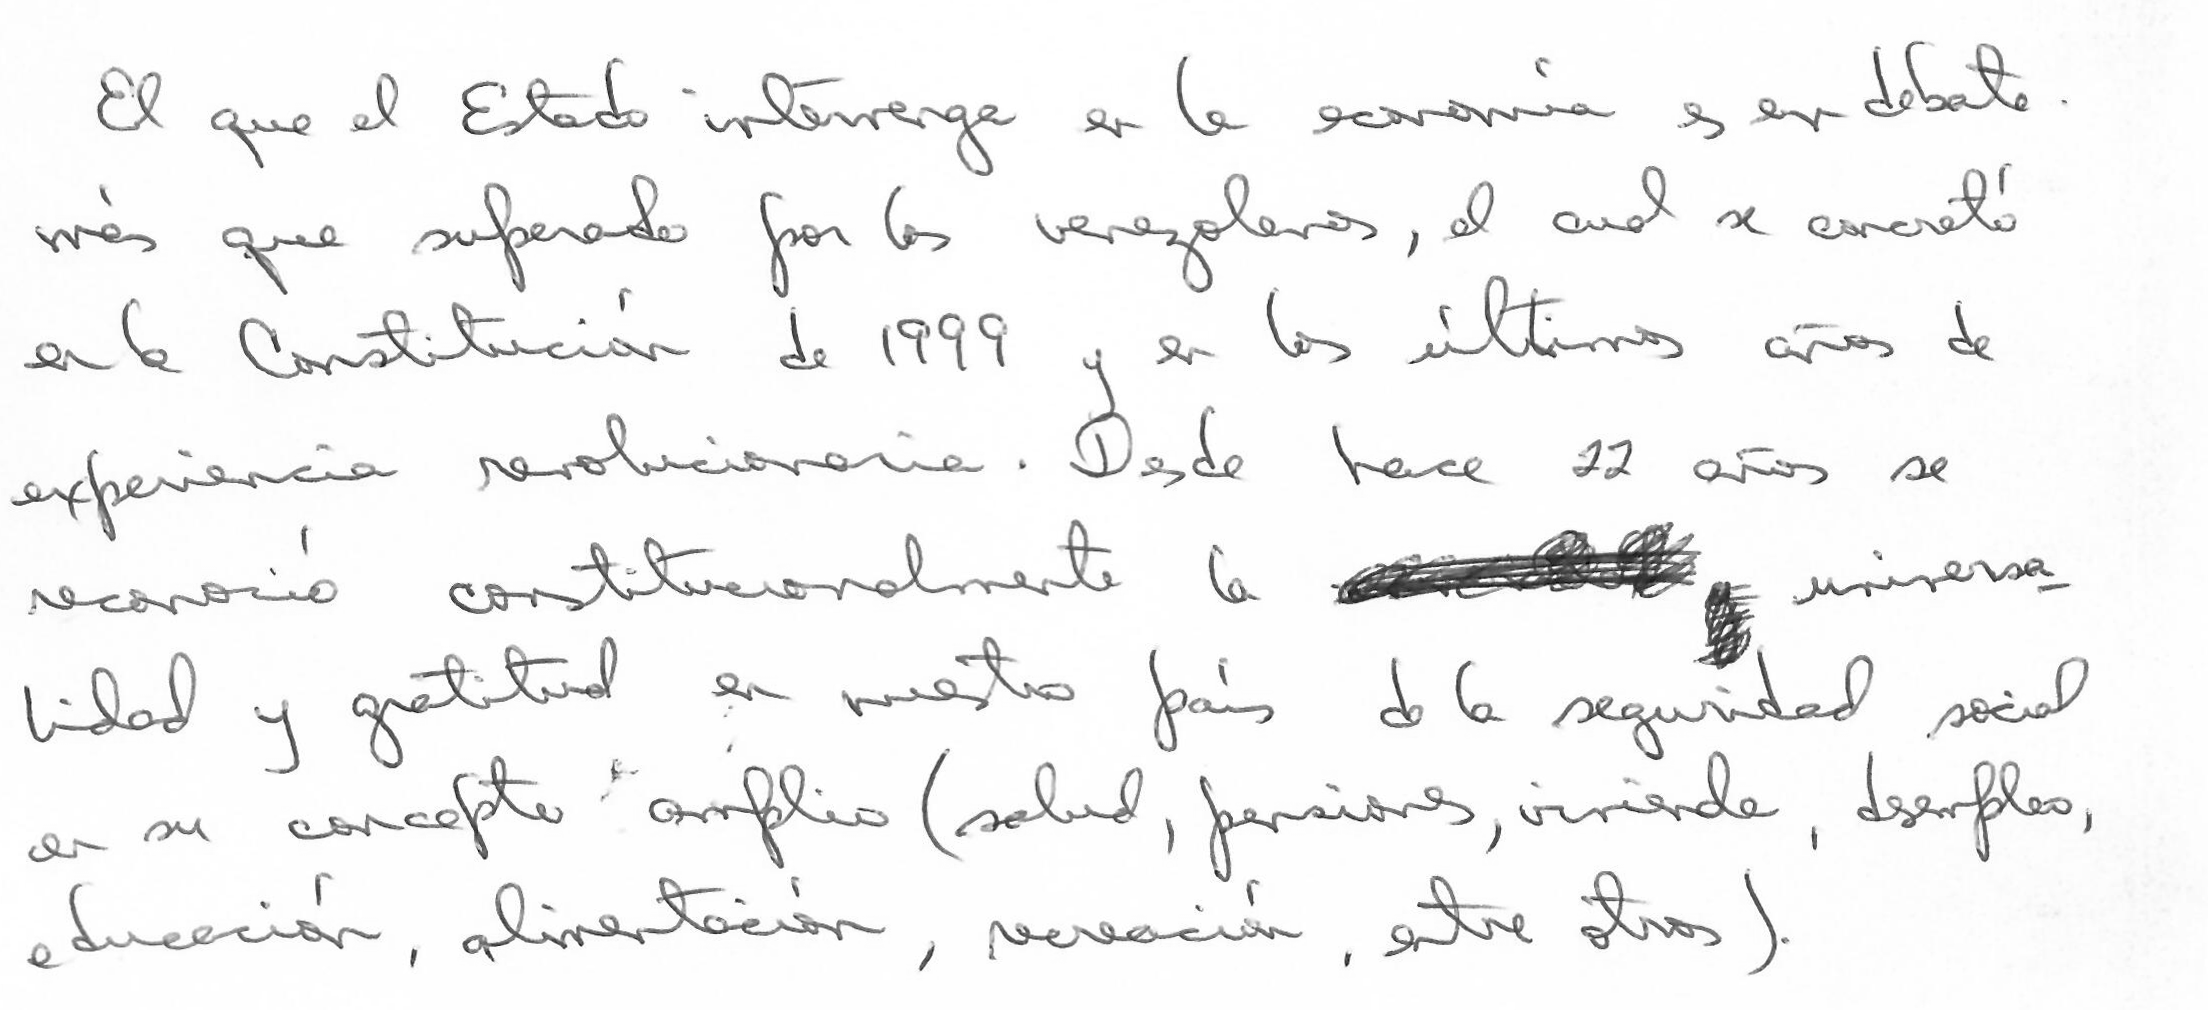 El que el Estado intervenga en la economía es un debate
más que superado por los venezolanos, el cual se concretó
en la Constitución de 1999 y en los últimos años de
experiencia revolucionaria. Desde hace 22 años se
reconoció constitucionalmente la universa
lidad y gratitud en nuestro país de la seguridad social
en su concepto amplio (salud, pensiones, vivienda, desempleo,
educación, alimentación, recreación, entre otros).